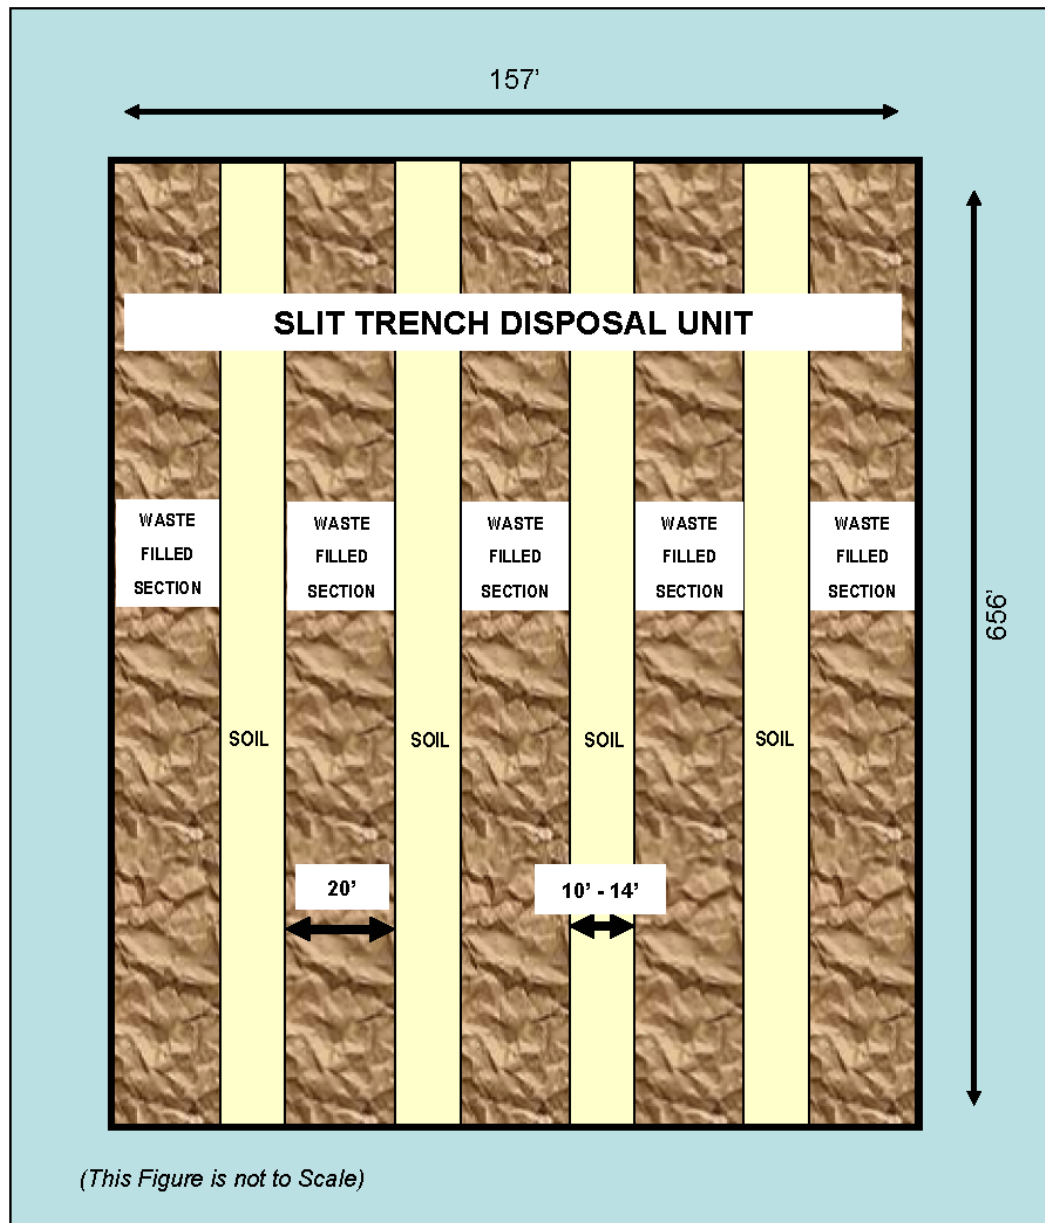 157’
SLIT TRENCH DISPOSAL UNIT
WASTE
FILLED
SECTION
WASTE
FILLED
SECTION
WASTE
FILLED
SECTION
WASTE
FILLED
SECTION
WASTE
FILLED
SECTION
656’
SOIL
SOIL
SOIL
SOIL
20’
10’ - 14’
(This Figure is not to Scale)